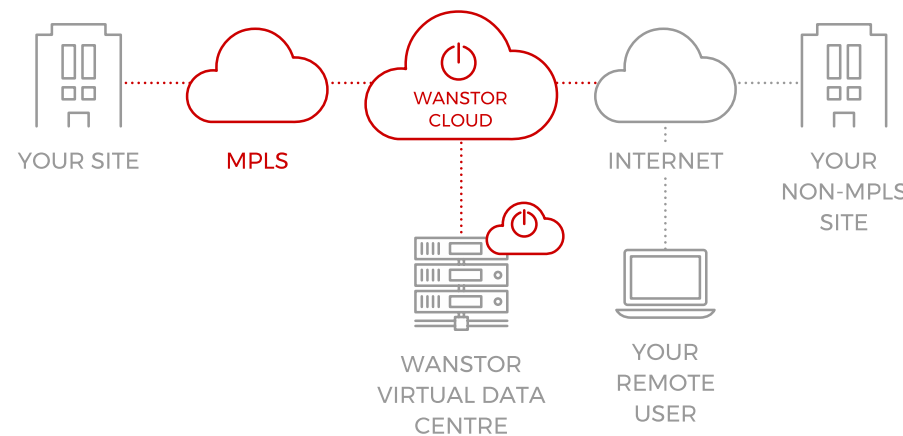 WANSTOR
CLOUD
YOUR SITE
MPLS
INTERNET
YOUR
NON-MPLS
SITE
WANSTOR
VIRTUAL DATA
CENTRE
YOUR
REMOTE
USER